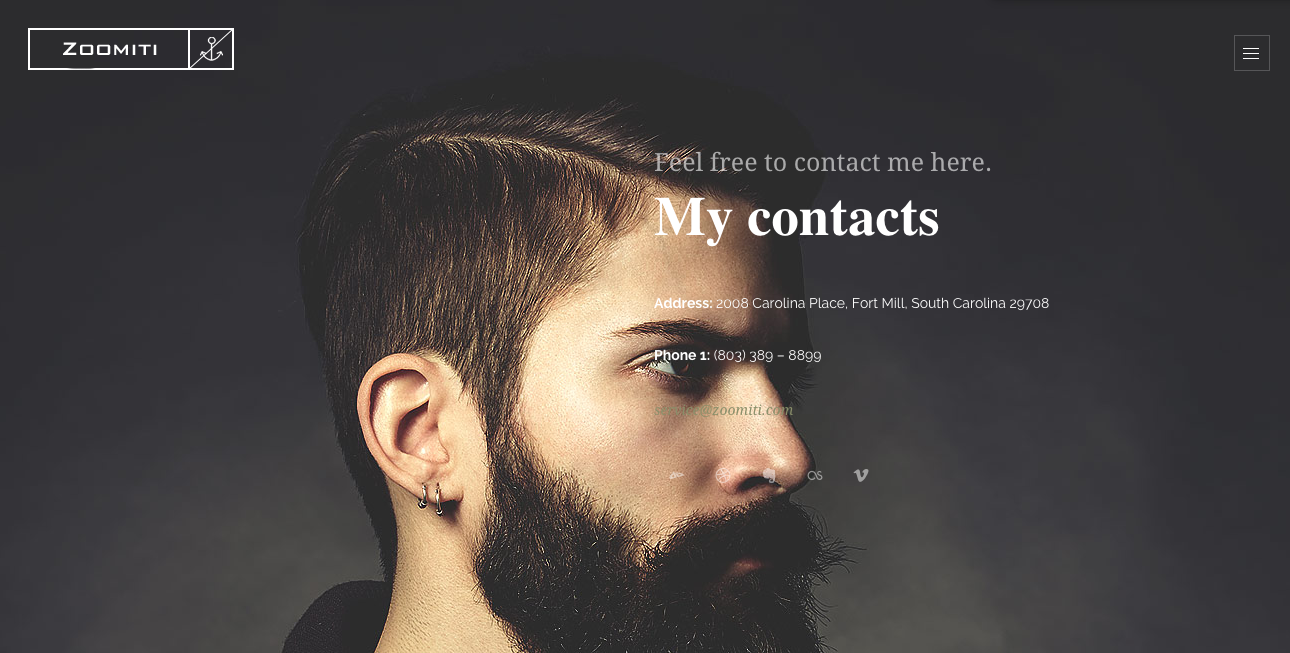 ZOOMITI
Feel free to contact me here.
My contacts
Address: 2008 Carolina Place, Fort Mill, South Carolina 29708
Phone 1: (803) 389 – 8899
@zoomiti.com